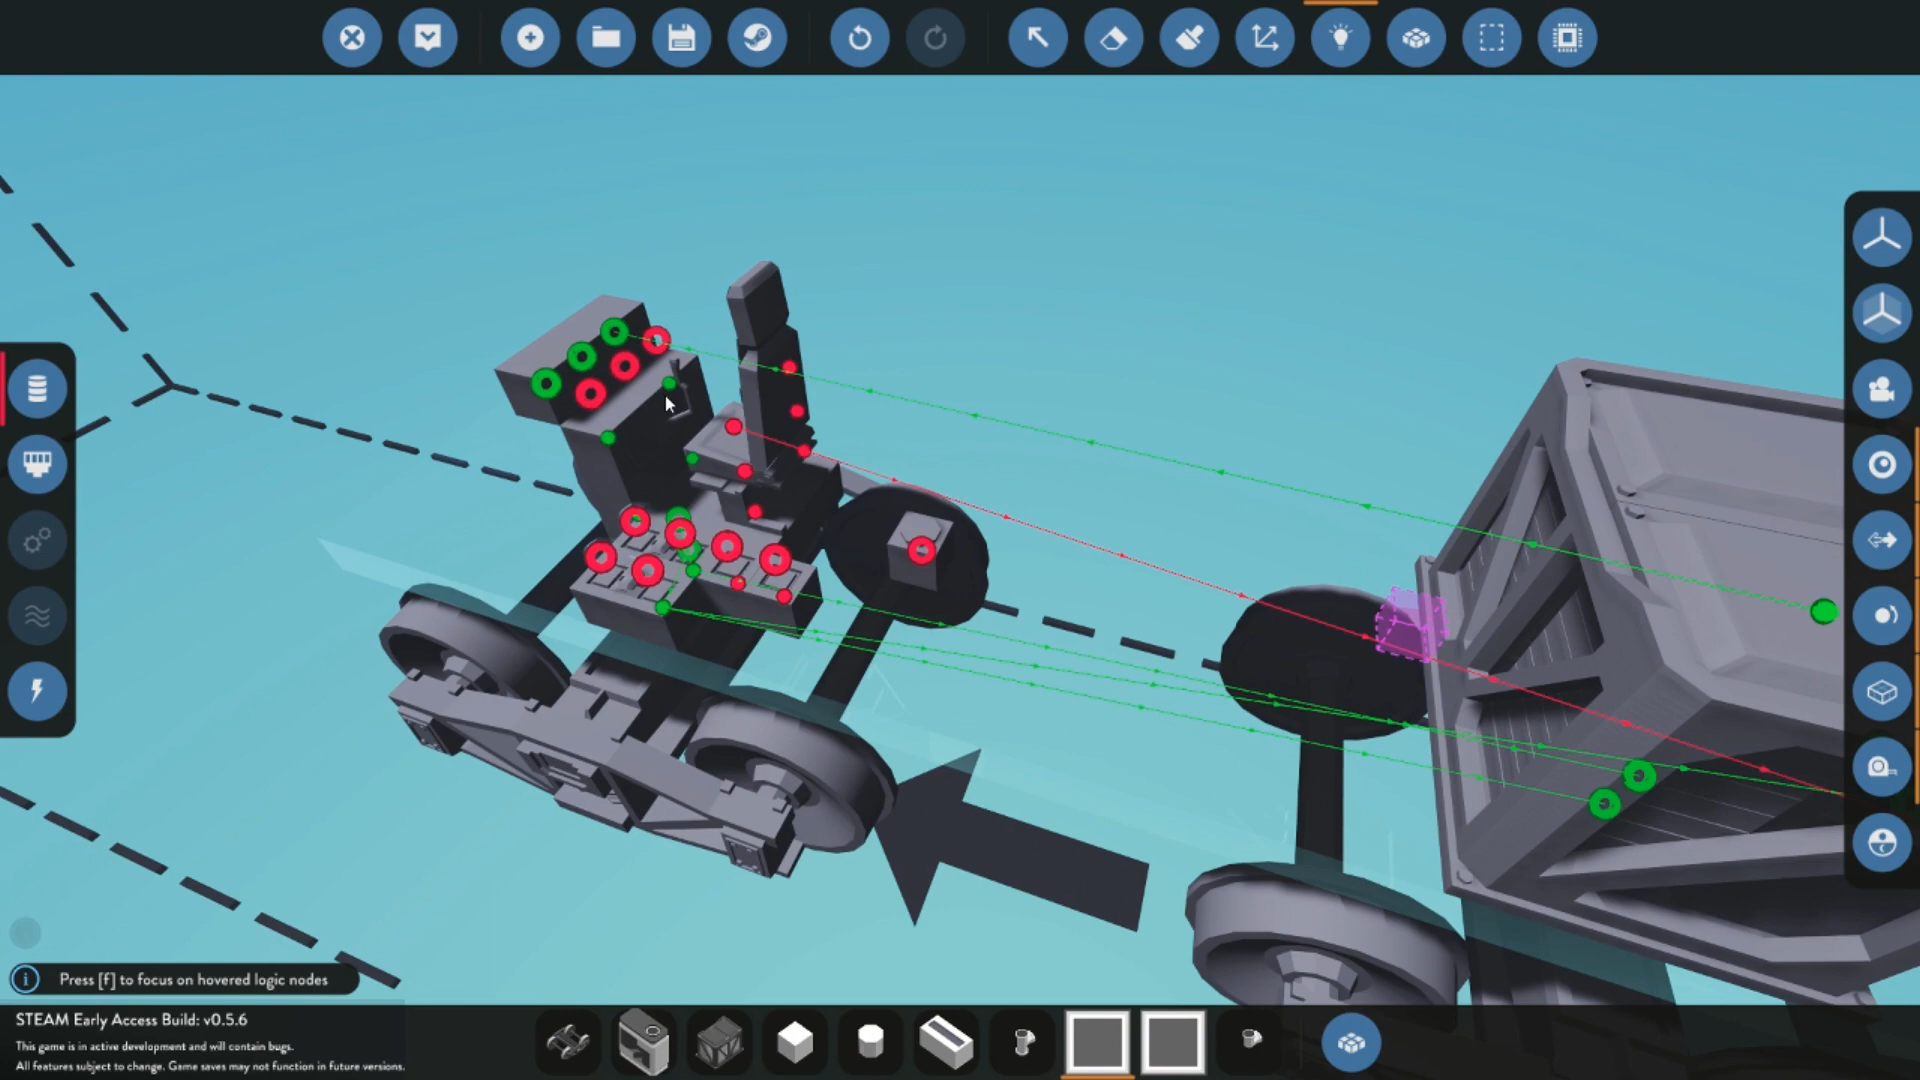 Press [f] to focus on hovered logic nodes
STEAM Early Access Build: v0.5.6
This game is in active development and will contain bugs.
All features subject to change. Game saves may not function in future versions.